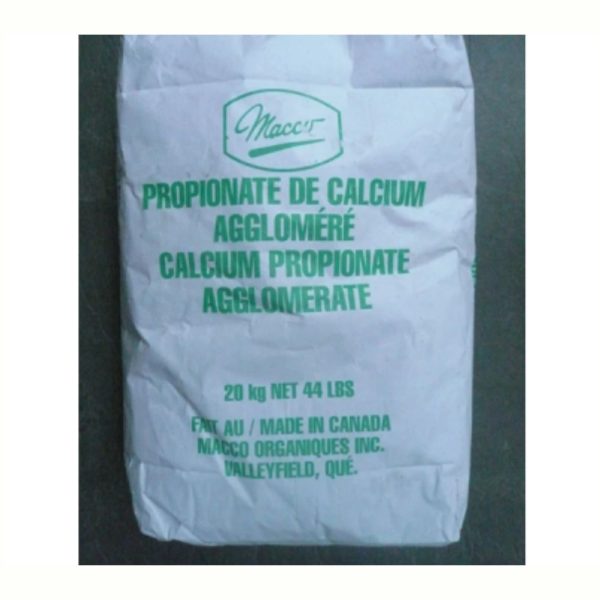 Macco
PROPIONATE DE CALCIUM
AGGLOMÉRÉ
CALCIUM PROPIONATE
AGGLOMERATE
20 kg NET 44 LBS
FAIT AU / MADE IN CANADA
MACCO ORGANIQUES INC.
VALLEYFIELD, QUÉ.